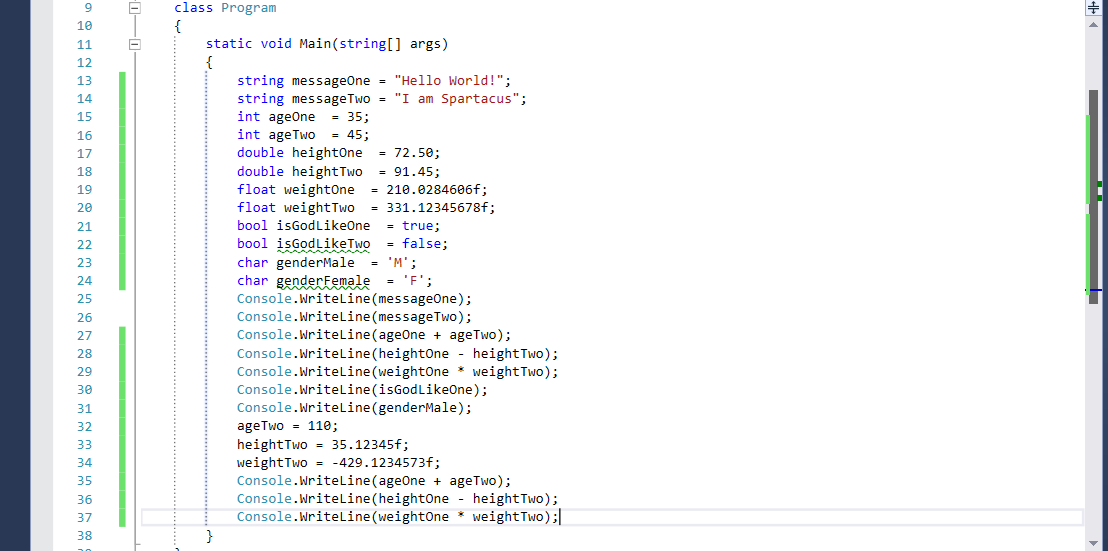 9 class Program
10 {
11 static void Main(string[] args)
12 {
13 string messageOne = "Hello World!";
14 string messageTwo = "I am Spartacus";
15 int ageOne  = 35;
16 int ageTwo  = 45;
17 double heightOne  = 72.50;
18 double heightTwo  = 91.45;
19 float weightOne  = 210.0284606f;
20 float weightTwo  = 331.12345678f;
21 bool isGodLikeOne  = true;
22 bool isGodLikeTwo  = false;
23 char genderMale  = 'M';
24 char genderFemale  = 'F';
25 Console.WriteLine(messageOne);
26 Console.WriteLine(messageTwo);
27 Console.WriteLine(ageOne + ageTwo);
28 Console.WriteLine(heightOne - heightTwo);
29 Console.WriteLine(weightOne * weightTwo);
30 Console.WriteLine(isGodLikeOne);
31 Console.WriteLine(genderMale);
32 ageTwo = 110;
33 heightTwo = 35.12345f;
34 weightTwo = -429.1234573f;
35 Console.WriteLine(ageOne + ageTwo);
36 Console.WriteLine(heightOne - heightTwo);
37 Console.WriteLine(weightOne * weightTwo);
38 }